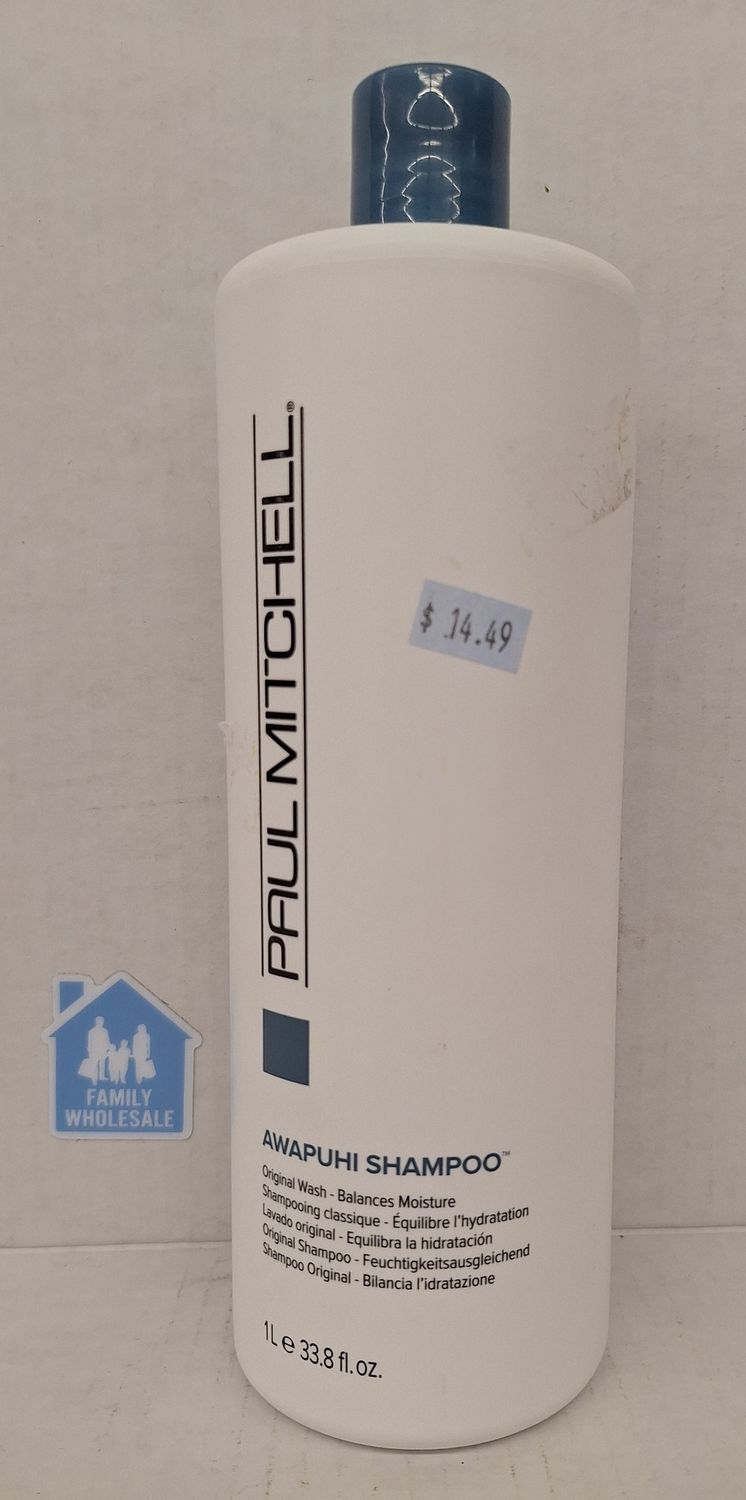 PAUL MITCHELL®
$ 14.49
FAMILY
WHOLESALE
AWAPUHI SHAMPOO™
Original Wash - Balances Moisture
Shampooing classique - Équilibre l'hydratation
Lavado original - Equilibra la hidratación
Original Shampoo - Feuchtigkeitsausgleichend
Shampoo Original - Bilancia l'idratazione
1L e 33.8 fl.oz.